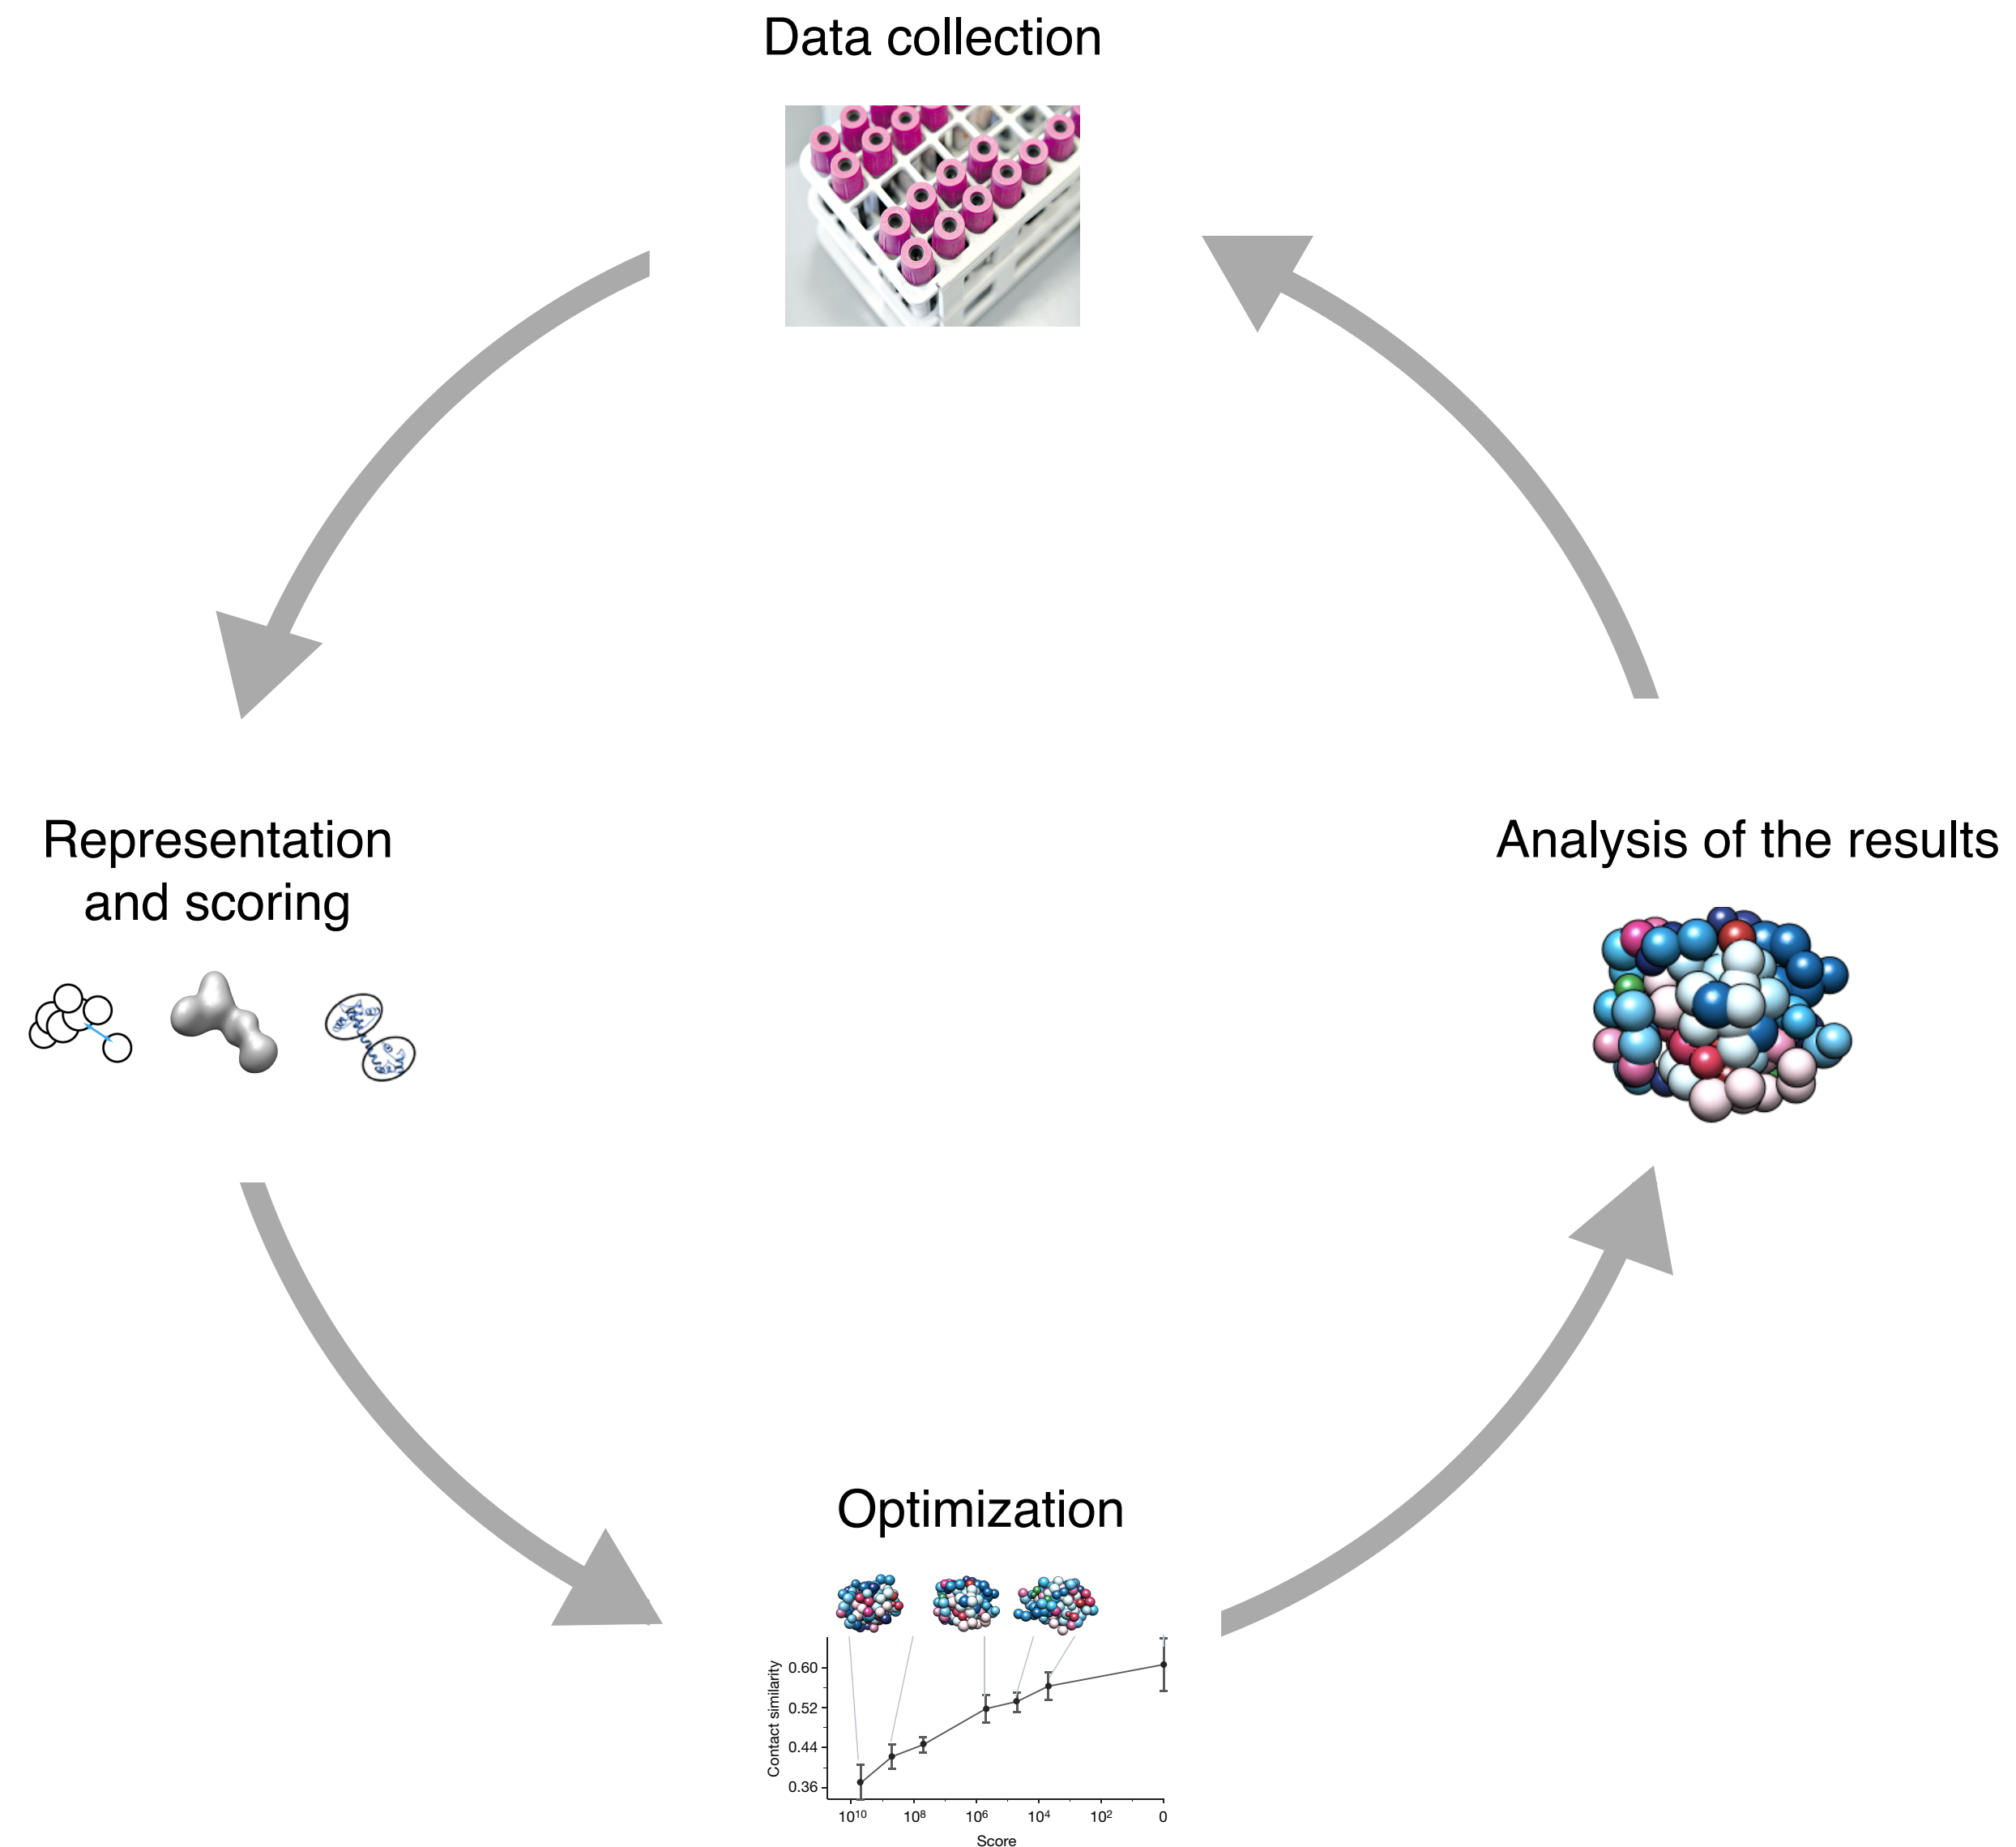 Data collection
Representation
and scoring
Analysis of the results
Optimization
Contact similarity
0.60
0.52
0.44
0.36
10¹⁰ 10⁸ 10⁶ 10⁴ 10² 0
Score